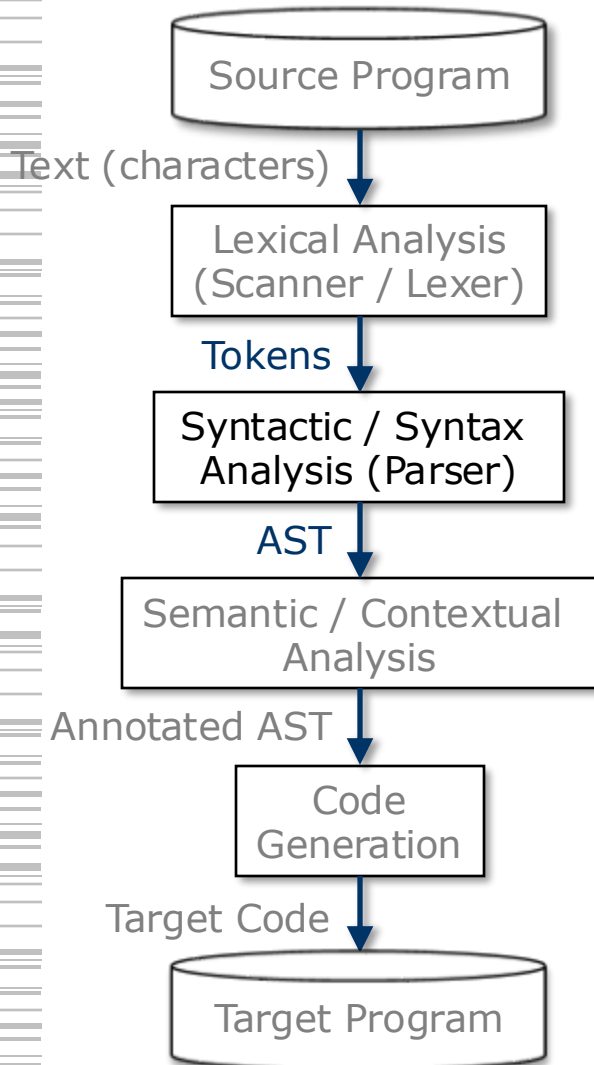 Source Program
Text (characters)
Lexical Analysis
(Scanner / Lexer)
Tokens
Syntactic / Syntax
Analysis (Parser)
AST
Semantic / Contextual
Analysis
Annotated AST
Code
Generation
Target Code
Target Program